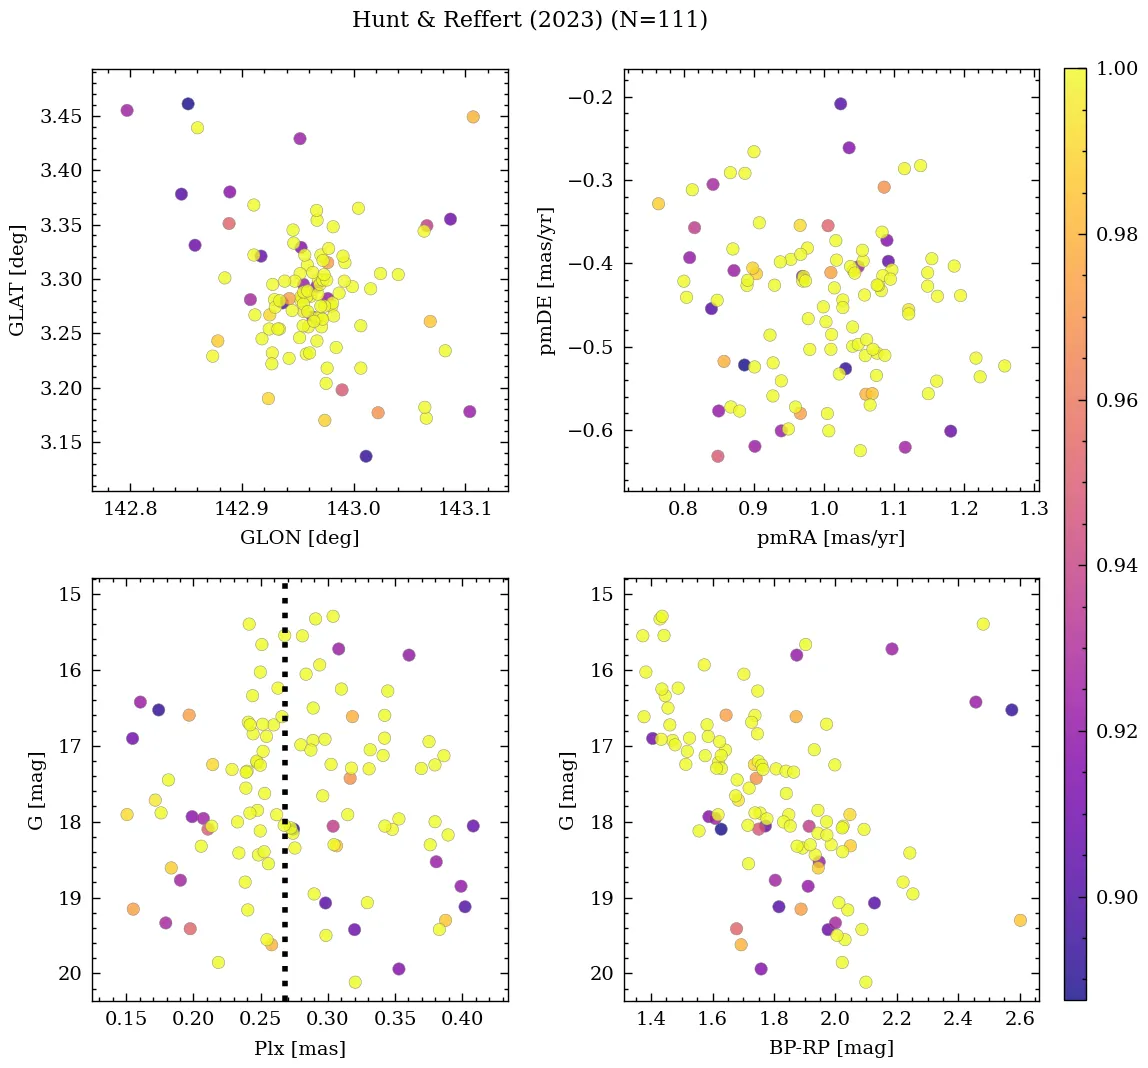 Hunt & Reffert (2023) (N=111)
3.45
3.40
3.35
3.30
3.25
3.20
3.15
GLAT [deg]
142.8 142.9 143.0 143.1
GLON [deg]
−0.2
−0.3
−0.4
−0.5
−0.6
pmDE [mas/yr]
0.8 0.9 1.0 1.1 1.2 1.3
pmRA [mas/yr]
15
16
17
18
19
20
G [mag]
0.15 0.20 0.25 0.30 0.35 0.40
Plx [mas]
15
16
17
18
19
20
G [mag]
1.4 1.6 1.8 2.0 2.2 2.4 2.6
BP-RP [mag]
1.00
0.98
0.96
0.94
0.92
0.90